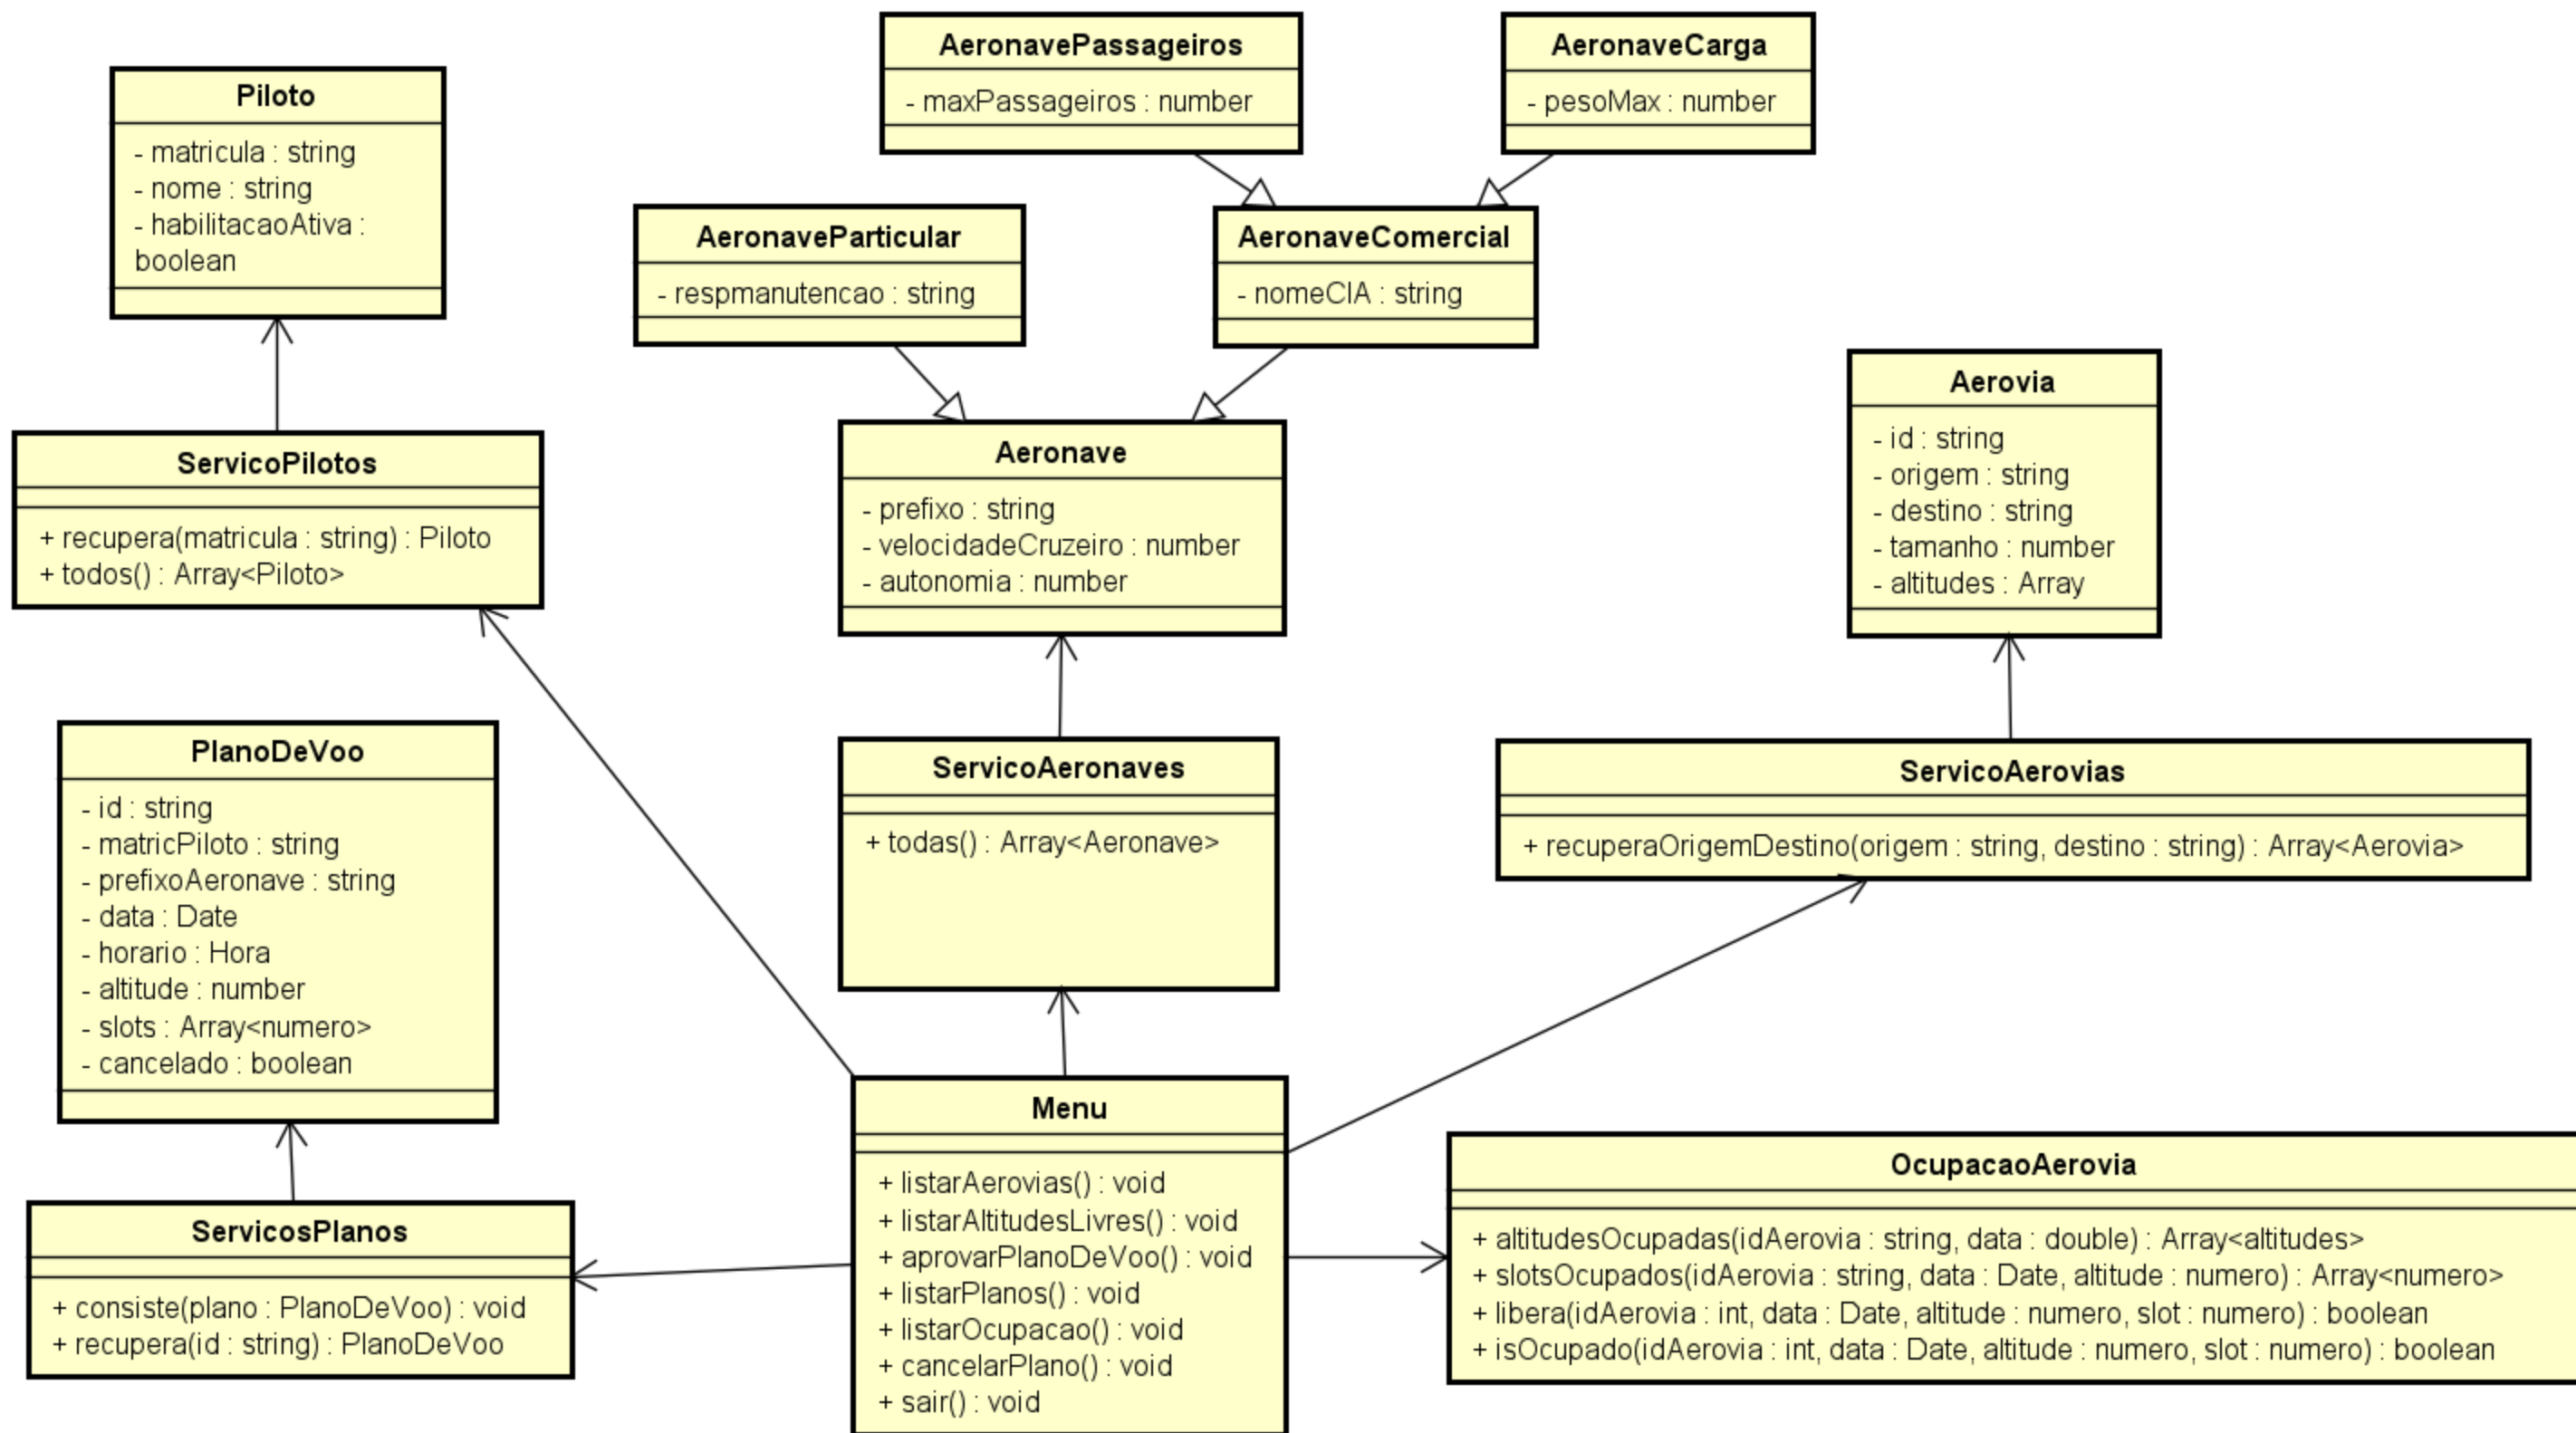 AeronavePassageiros
- maxPassageiros : number
AeronaveCarga
- pesoMax : number
Piloto
- matricula : string
- nome : string
- habilitacaoAtiva :
boolean
AeronaveParticular
- respmanutencao : string
AeronaveComercial
- nomeCIA : string
Aerovia
- id : string
- origem : string
- destino : string
- tamanho : number
- altitudes : Array
ServicoPilotos
+ recupera(matricula : string) : Piloto
+ todos() : Array<Piloto>
Aeronave
- prefixo : string
- velocidadeCruzeiro : number
- autonomia : number
PlanoDeVoo
- id : string
- matricPiloto : string
- prefixoAeronave : string
- data : Date
- horario : Hora
- altitude : number
- slots : Array<numero>
- cancelado : boolean
ServicoAeronaves
+ todas() : Array<Aeronave>
ServicoAerovias
+ recuperaOrigemDestino(origem : string, destino : string) : Array<Aerovia>
ServicosPlanos
+ consiste(plano : PlanoDeVoo) : void
+ recupera(id : string) : PlanoDeVoo
Menu
+ listarAerovias() : void
+ listarAltitudesLivres() : void
+ aprovarPlanoDeVoo() : void
+ listarPlanos() : void
+ listarOcupacao() : void
+ cancelarPlano() : void
+ sair() : void
OcupacaoAerovia
+ altitudesOcupadas(idAerovia : string, data : double) : Array<altitudes>
+ slotsOcupados(idAerovia : string, data : Date, altitude : numero) : Array<numero>
+ libera(idAerovia : int, data : Date, altitude : numero, slot : numero) : boolean
+ isOcupado(idAerovia : int, data : Date, altitude : numero, slot : numero) : boolean